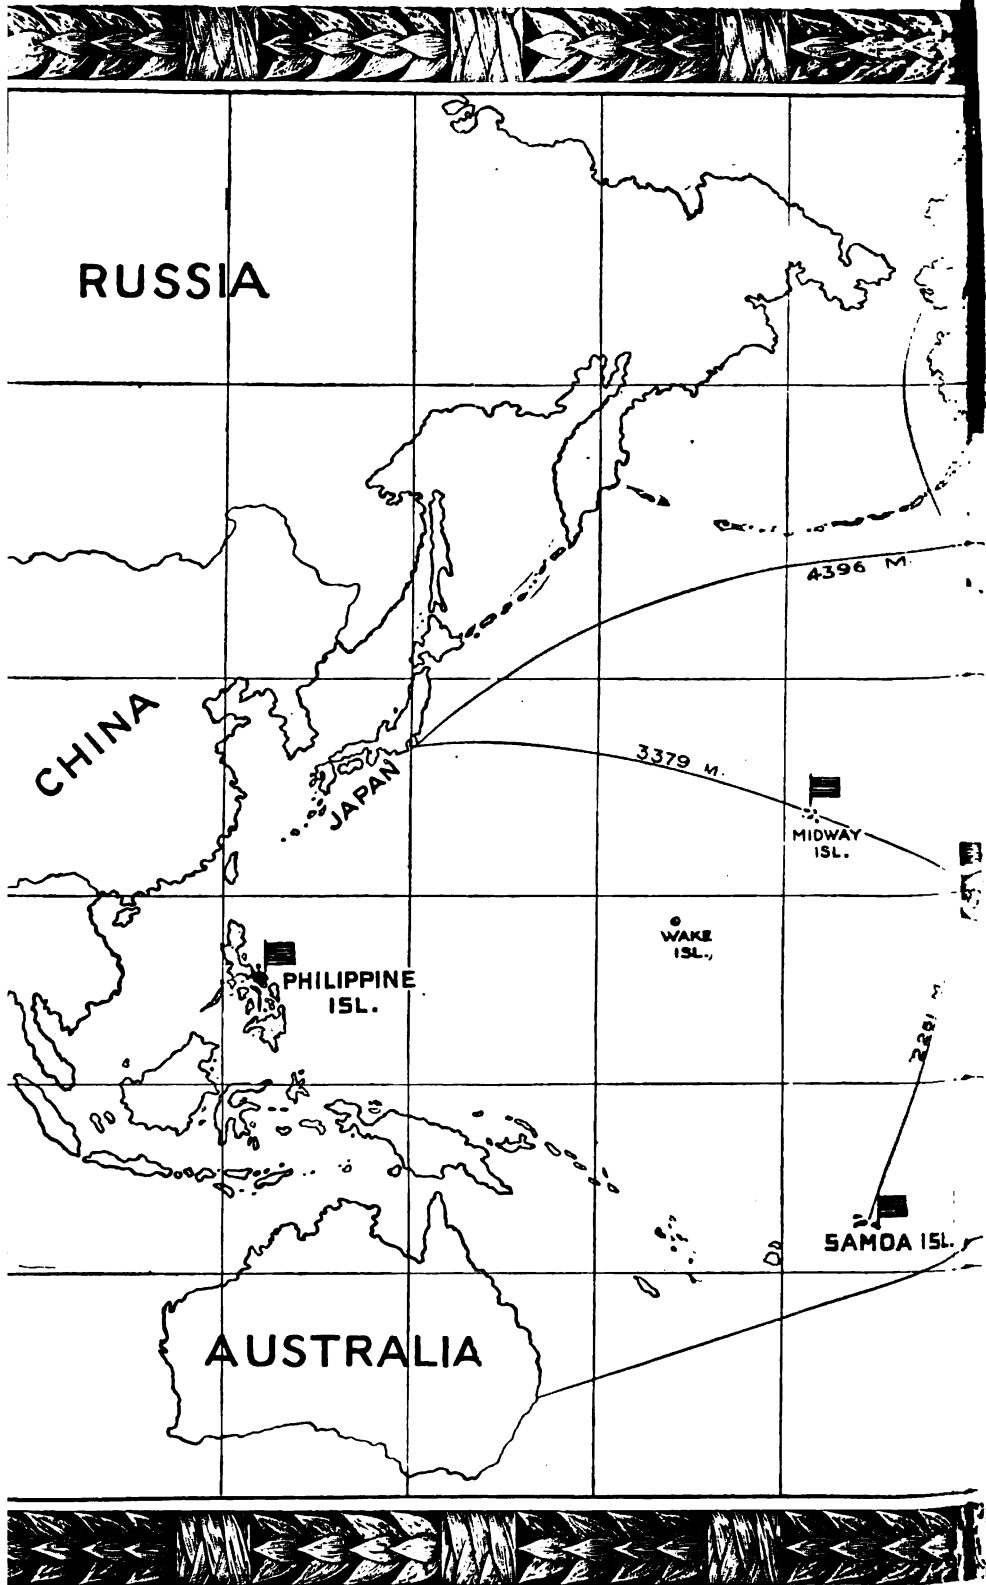 RUSSIA
4396 M.
CHINA
3379 M.
JAPAN
MIDWAY
ISL.
WAKE
ISL.
PHILIPPINE
ISL.
M.
SAMOA ISL.
AUSTRALIA